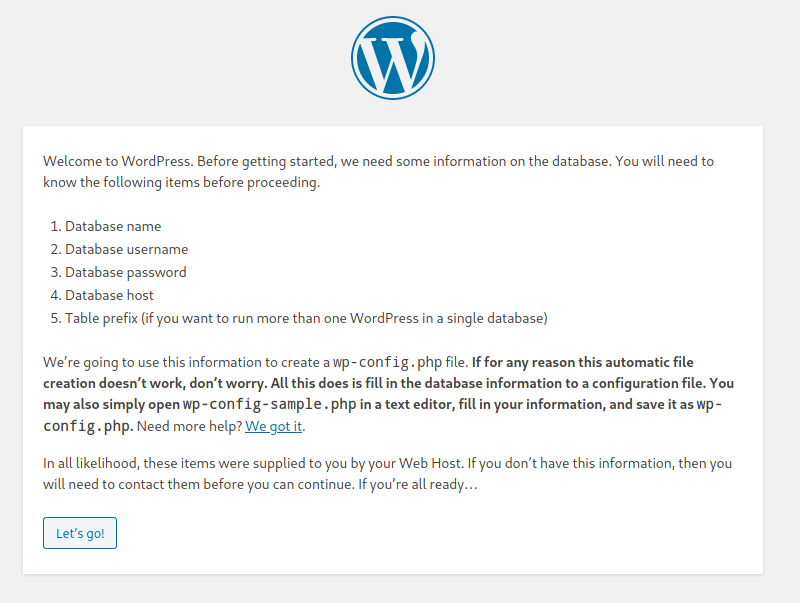 Welcome to WordPress. Before getting started, we need some information on the database. You will need to
know the following items before proceeding.
1. Database name
2. Database username
3. Database password
4. Database host
5. Table prefix (if you want to run more than one WordPress in a single database)
We’re going to use this information to create a wp-config.php file. If for any reason this automatic file
creation doesn’t work, don’t worry. All this does is fill in the database information to a configuration file. You
may also simply open wp-config-sample.php in a text editor, fill in your information, and save it as wp-
config.php. Need more help? We got it.
In all likelihood, these items were supplied to you by your Web Host. If you don’t have this information, then you
will need to contact them before you can continue. If you’re all ready…
Let’s go!